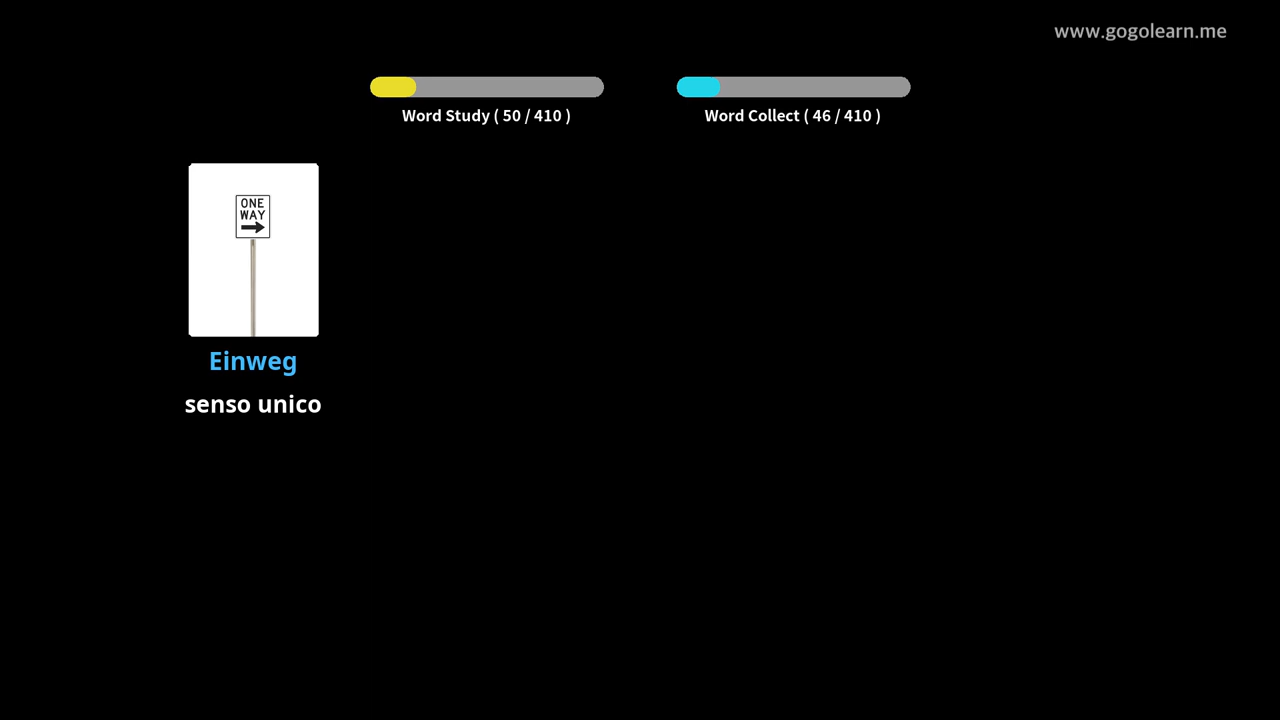 www.gogolearn.me
Word Study ( 50 / 410 )
Word Collect ( 46 / 410 )
ONE
WAY
Einweg
senso unico